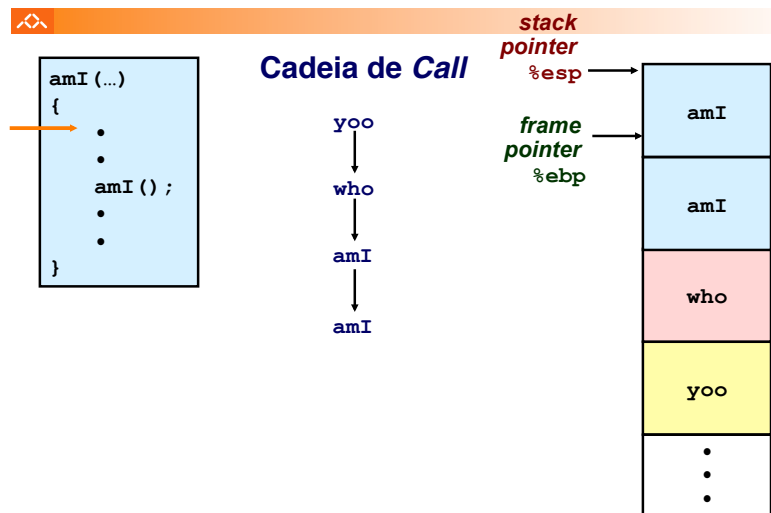 amI(…)
{
•
•
amI();
•
•
}
Cadeia de Call
yoo
who
amI
amI
stack
pointer
%esp
frame
pointer
%ebp
amI
amI
who
yoo
•
•
•